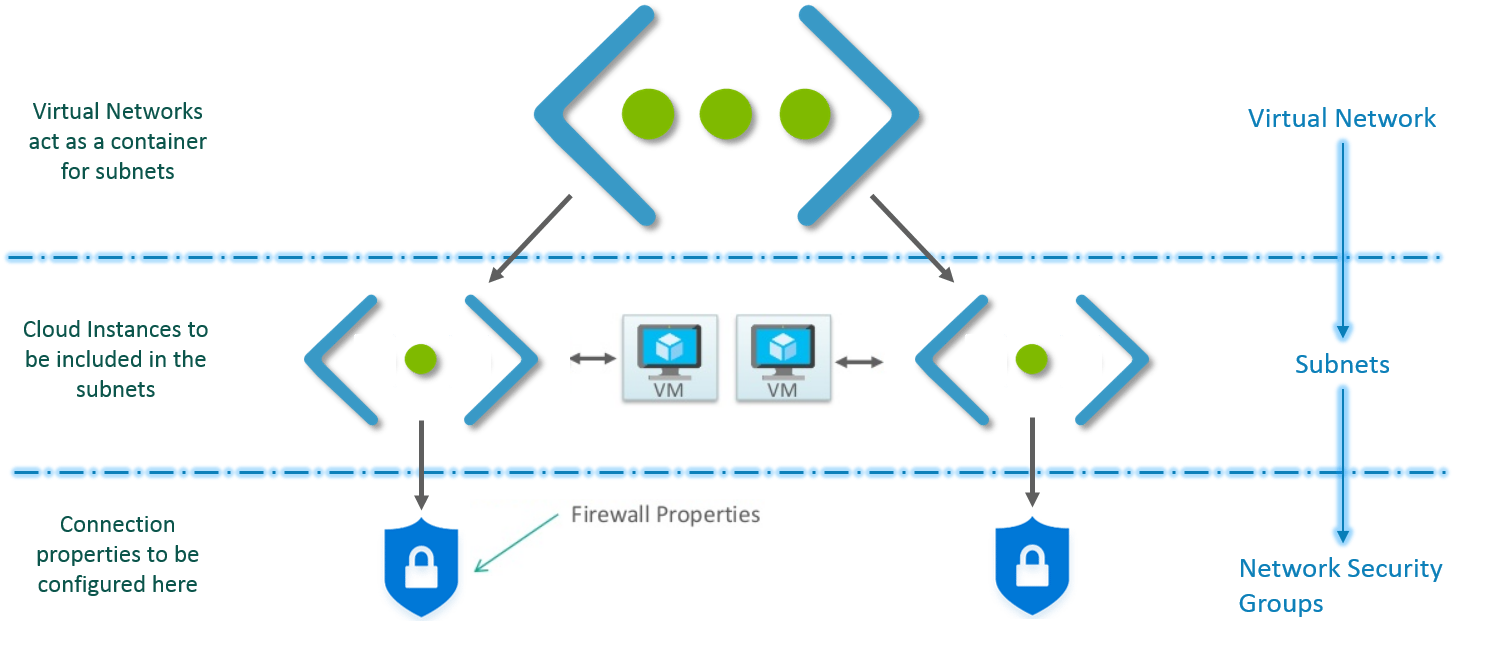 Virtual Networks
act as a container
for subnets
Virtual Network
Cloud Instances to
be included in the
subnets
VM
VM
Subnets
Connection
properties to be
configured here
Firewall Properties
Network Security
Groups